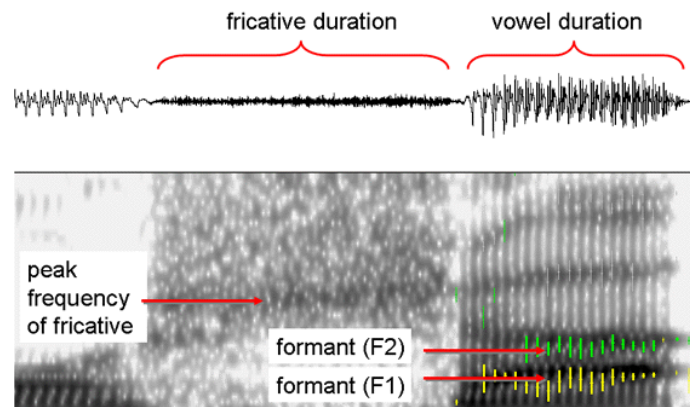 fricative duration
vowel duration
peak
frequency
of fricative
formant (F2)
formant (F1)